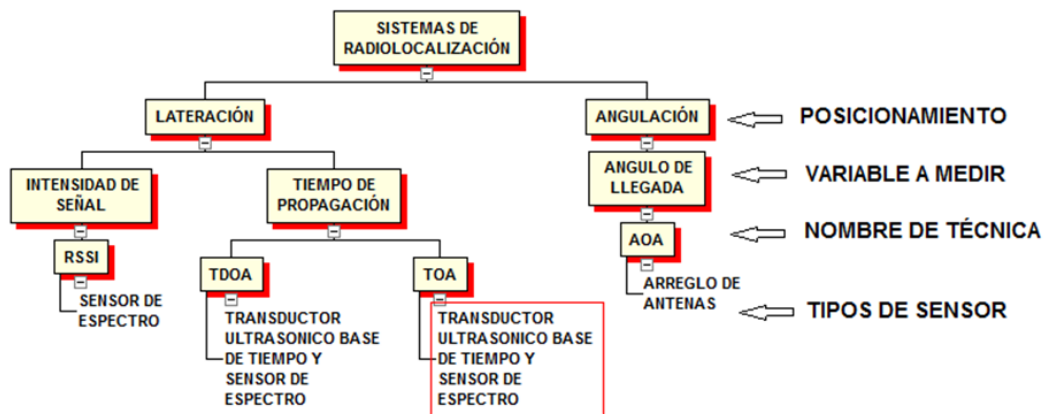 SISTEMAS DE
RADIOLOCALIZACIÓN
LATERACIÓN
ANGULACIÓN
POSICIONAMIENTO
INTENSIDAD DE
SEÑAL
TIEMPO DE
PROPAGACIÓN
ANGULO DE
LLEGADA
VARIABLE A MEDIR
RSSI
TDOA
TOA
AOA
NOMBRE DE TÉCNICA
SENSOR DE
ESPECTRO
TRANSDUCTOR
ULTRASONICO BASE
DE TIEMPO Y
SENSOR DE
ESPECTRO
TRANSDUCTOR
ULTRASONICO BASE
DE TIEMPO Y
SENSOR DE
ESPECTRO
ARREGLO DE
ANTENAS
TIPOS DE SENSOR